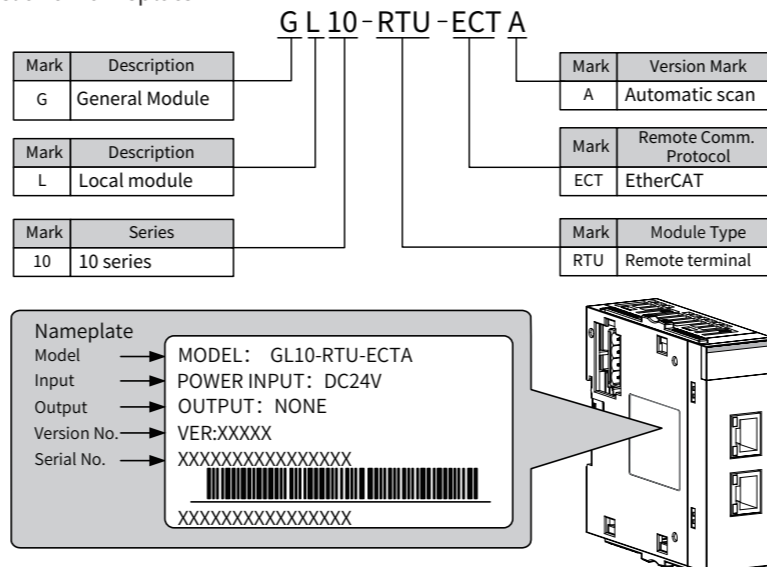 GL10-RTU-ECTA
Mark Description
G General Module
Mark Description
L Local module
Mark Series
10 10 series
Mark Version Mark
A Automatic scan
Mark Remote Comm.
Protocol
ECT EtherCAT
Mark Module Type
RTU Remote terminal
Nameplate
Model
Input
Output
Version No.
Serial No.
MODEL: GL10-RTU-ECTA
POWER INPUT: DC24V
OUTPUT: NONE
VER:XXXXX
XXXXXXXXXXXXXXXX
XXXXXXXXXXXXXXXX